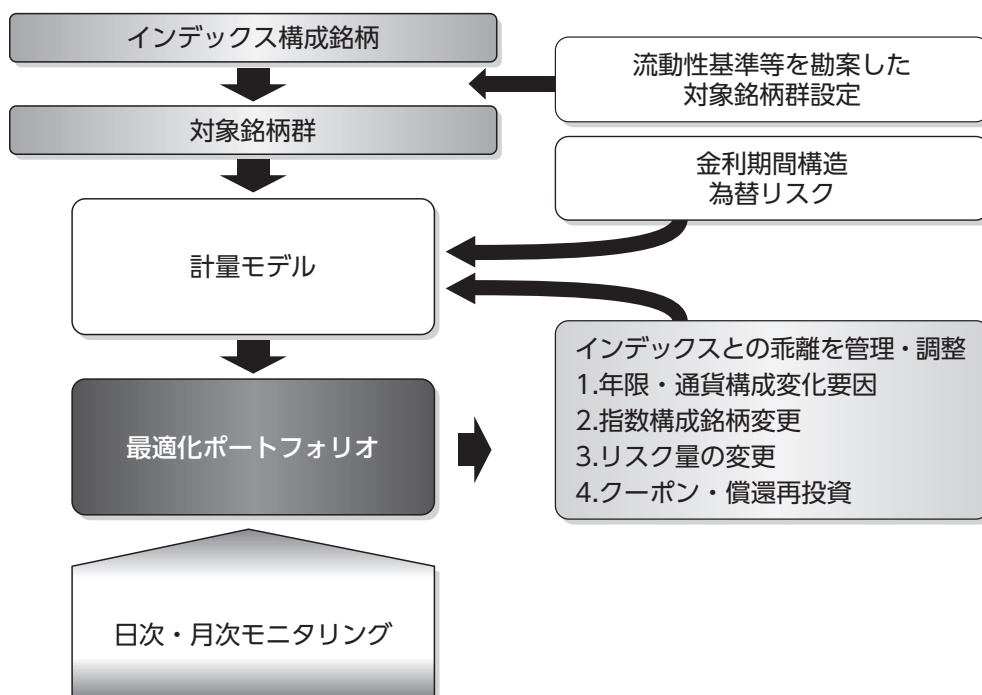 インデックス構成銘柄
流動性基準等を勘案した
対象銘柄群設定
対象銘柄群
金利期間構造
為替リスク
計量モデル
インデックスとの乖離を管理・調整
1.年限・通貨構成変化要因
2.指数構成銘柄変更
3.リスク量の変更
4.クーポン・償還再投資
最適化ポートフォリオ
日次・月次モニタリング